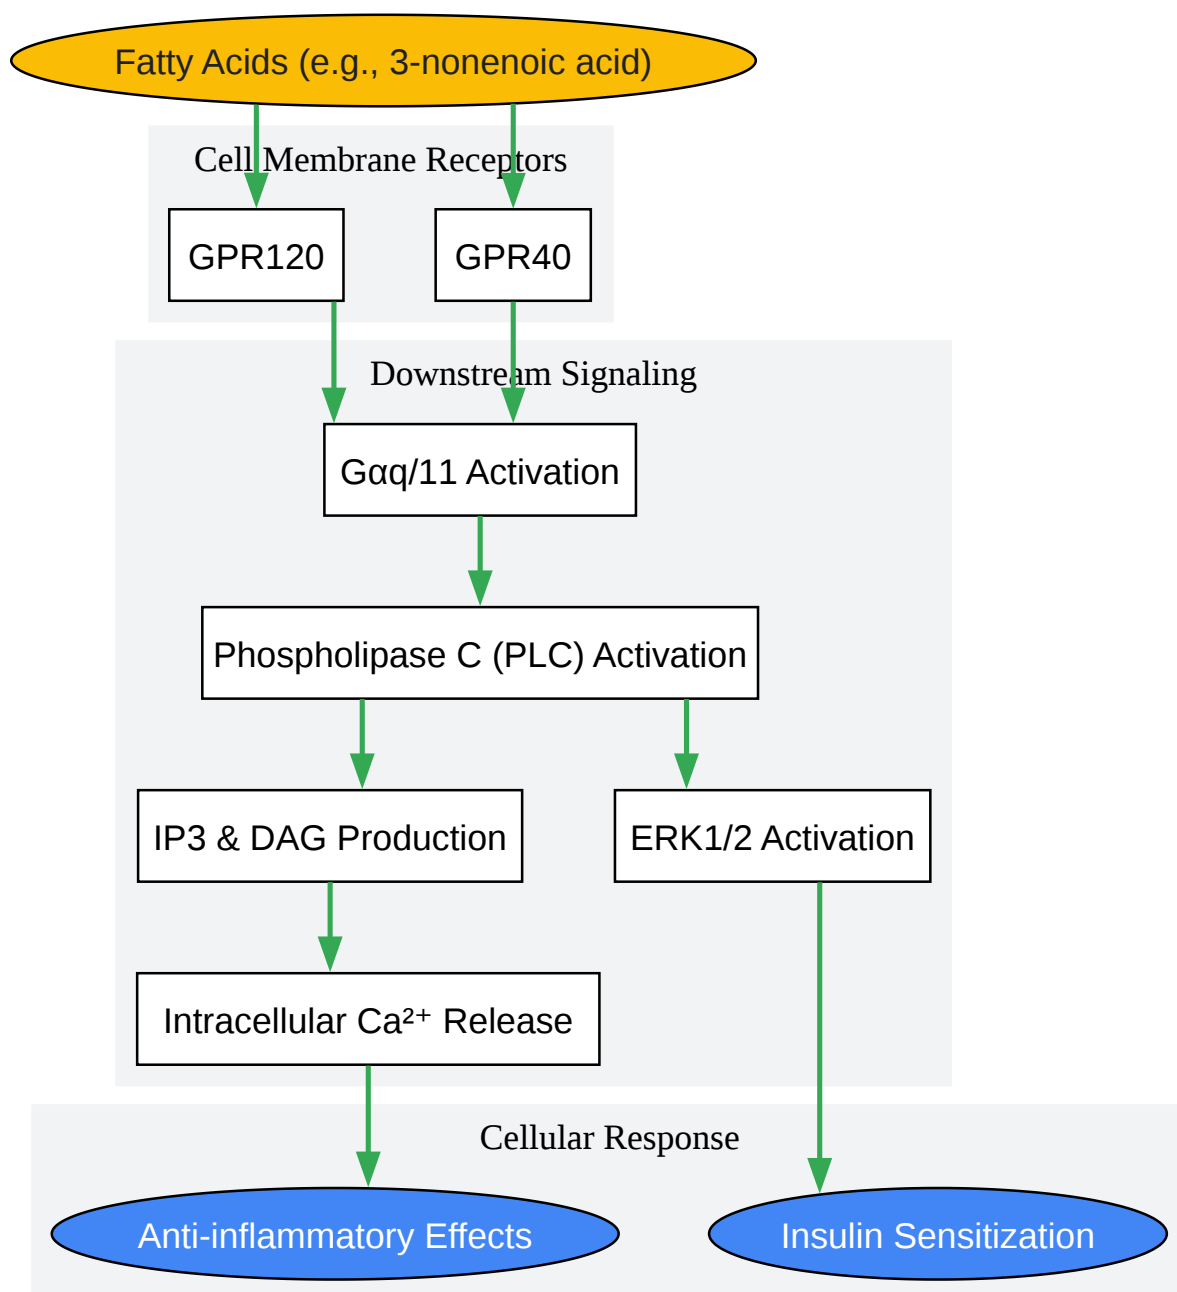 Fatty Acids (e.g., 3-nonenoic acid)
Cell Membrane Receptors
GPR120
GPR40
Downstream Signaling
Gαq/11 Activation
Phospholipase C (PLC) Activation
IP3 & DAG Production
ERK1/2 Activation
Intracellular Ca²⁺ Release
Cellular Response
Anti-inflammatory Effects
Insulin Sensitization